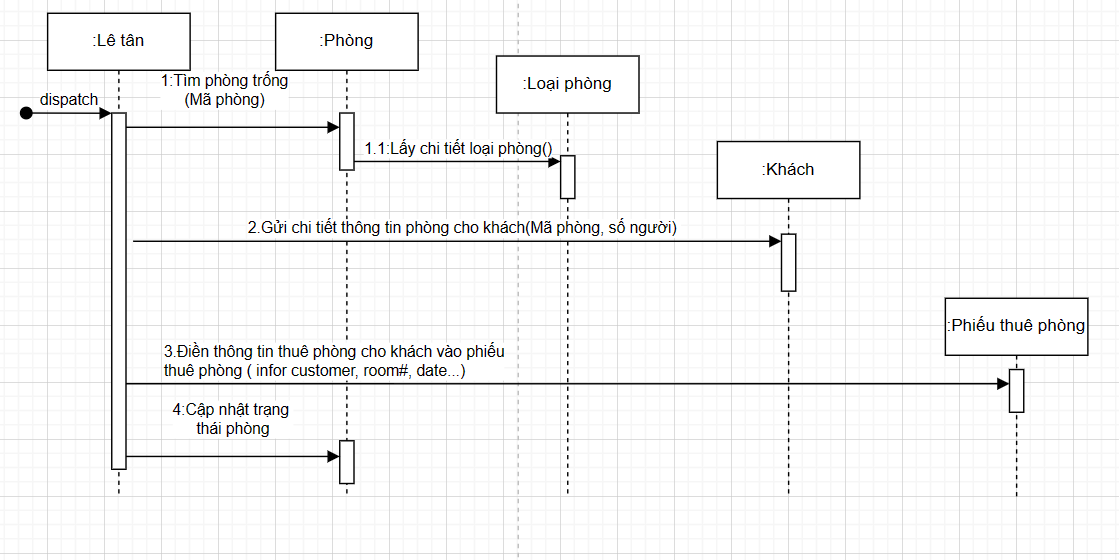 :Lê tân
:Phòng
:Loại phòng
:Khách
:Phiếu thuê phòng
dispatch
1:Tìm phòng trống
(Mã phòng)
1.1:Lấy chi tiết loại phòng()
2.Gửi chi tiết thông tin phòng cho khách(Mã phòng, số người)
3.Điền thông tin thuê phòng cho khách vào phiếu
thuê phòng ( infor customer, room#, date...)
4:Cập nhật trạng
thái phòng